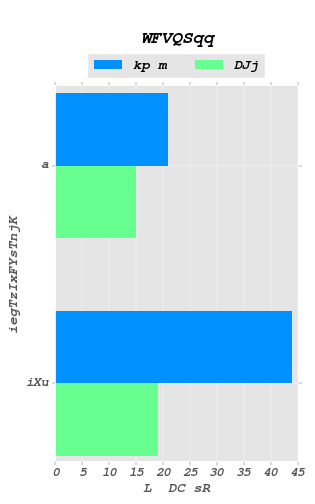 WFVQSqq
kp m DJj
iegTzIxFYsTnjK
a
iXu
0 5 10 15 20 25 30 35 40 45
L  DC sR